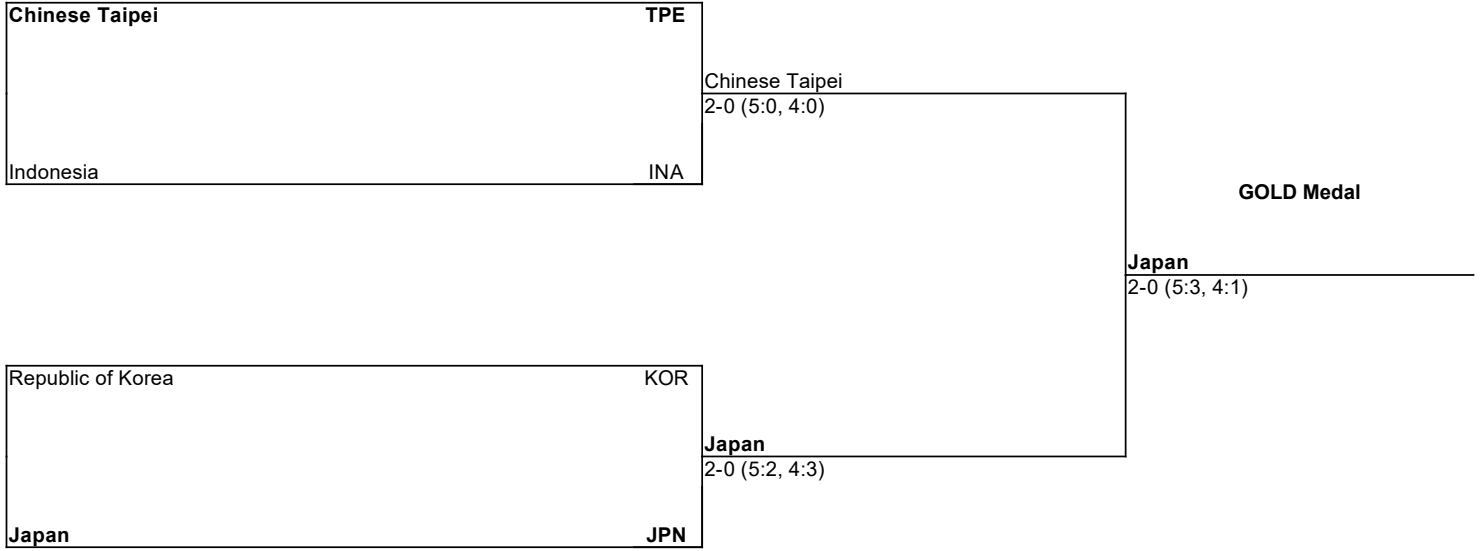 Chinese Taipei TPE
Chinese Taipei
2-0 (5:0, 4:0)
Indonesia INA
GOLD Medal
Japan
2-0 (5:3, 4:1)
Republic of Korea KOR
Japan
2-0 (5:2, 4:3)
Japan JPN